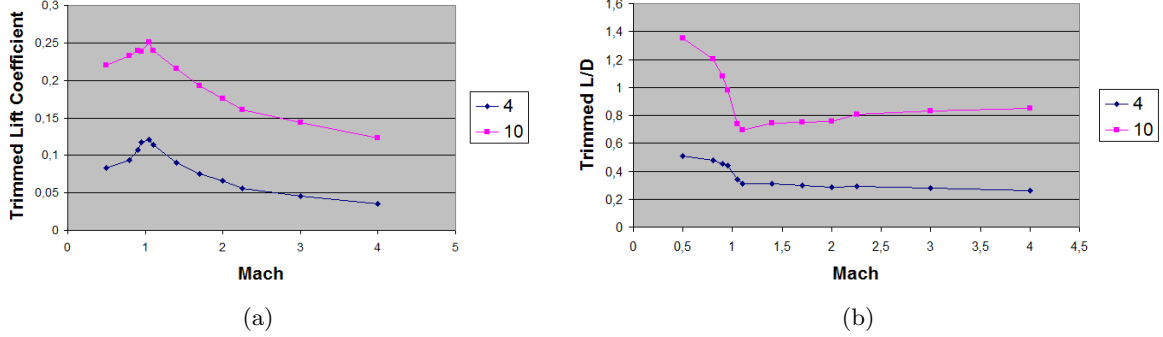 0,3
0,25
0,2
0,15
0,1
0,05
0
0 1 2 3 4 5
Trimmed Lift Coefficient
Mach
4
10
(a)
1,6
1,4
1,2
1
0,8
0,6
0,4
0,2
0
0 0,5 1 1,5 2 2,5 3 3,5 4 4,5
Trimmed L/D
Mach
4
10
(b)